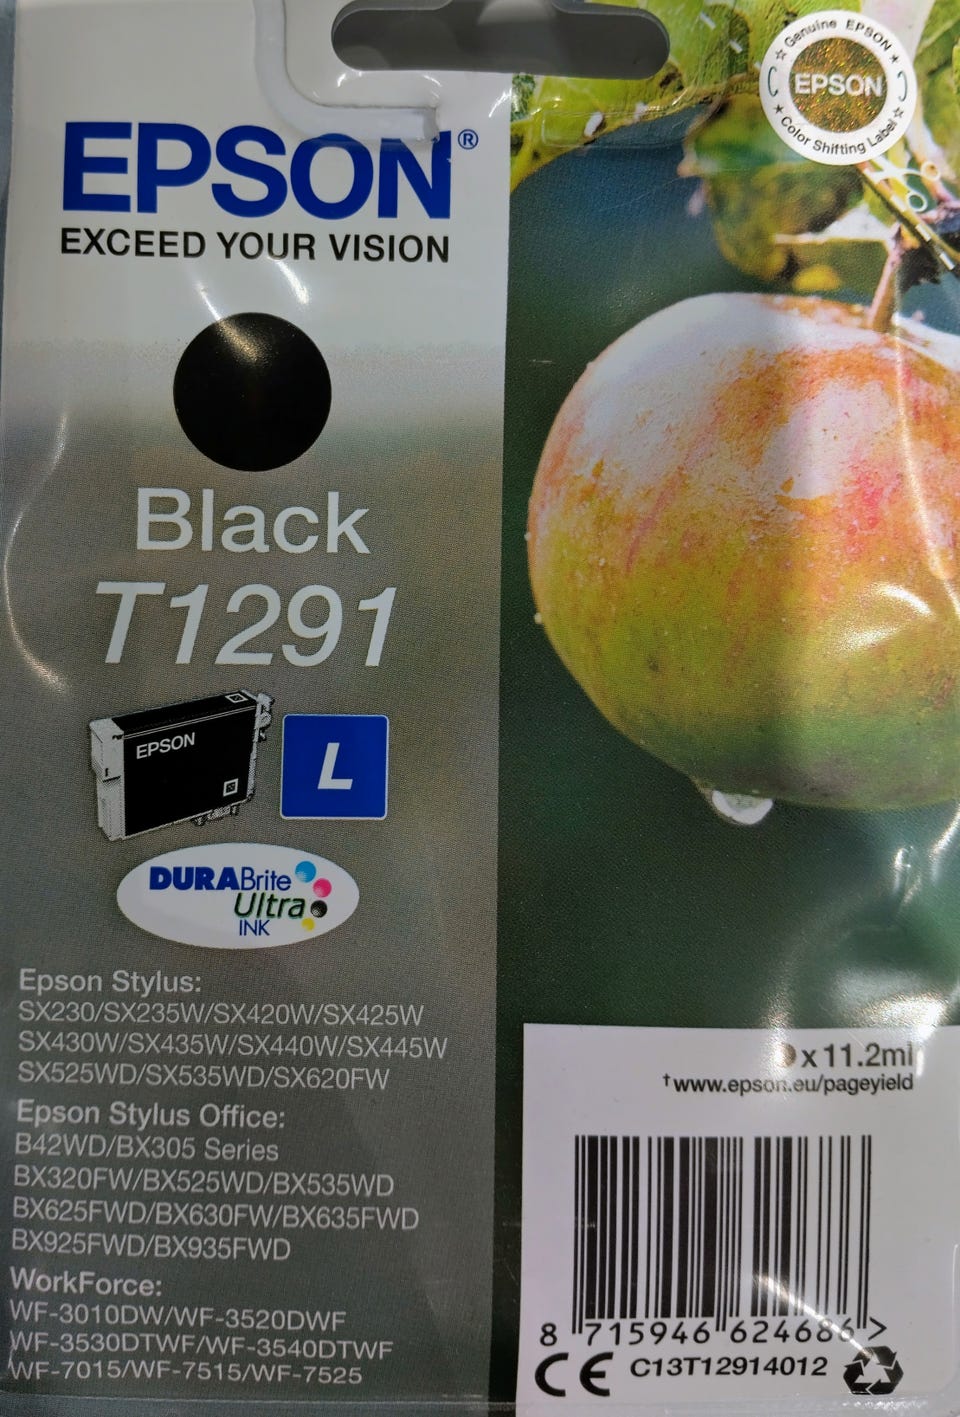 EPSON®
EXCEED YOUR VISION
Genuine EPSON
EPSON
Color Shifting Label
Black
T1291
EPSON
L
DURABrite
Ultra
INK
Epson Stylus:
SX230/SX235W/SX420W/SX425W
SX430W/SX435W/SX440W/SX445W
SX525WD/SX535WD/SX620FW
Epson Stylus Office:
B42WD/BX305 Series
BX320FW/BX525WD/BX535WD
BX625FWD/BX630FW/BX635FWD
BX925FWD/BX935FWD
WorkForce:
WF-3010DW/WF-3520DWF
WF-3530DTWF/WF-3540DTWF
WF-7015/WF-7515/WF-7525
x 11.2ml
†www.epson.eu/pageyield
8 715946 624686 >
CE C13T12914012